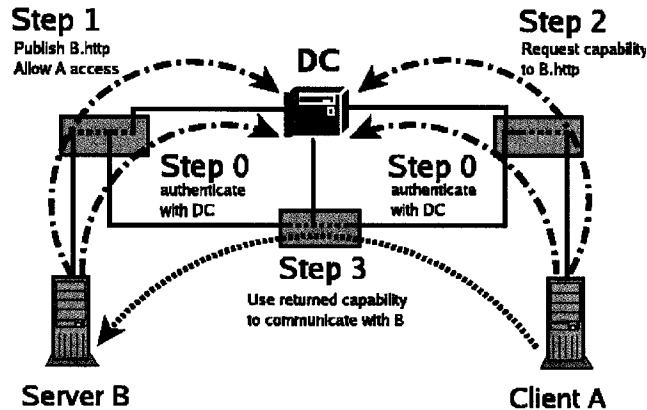 Step 1
Publish B.http
Allow A access
Step 2
Request capability
to B.http
DC
Step 0
authenticate
with DC
Step 0
authenticate
with DC
Step 3
Use returned capability
to communicate with B
Server B
Client A